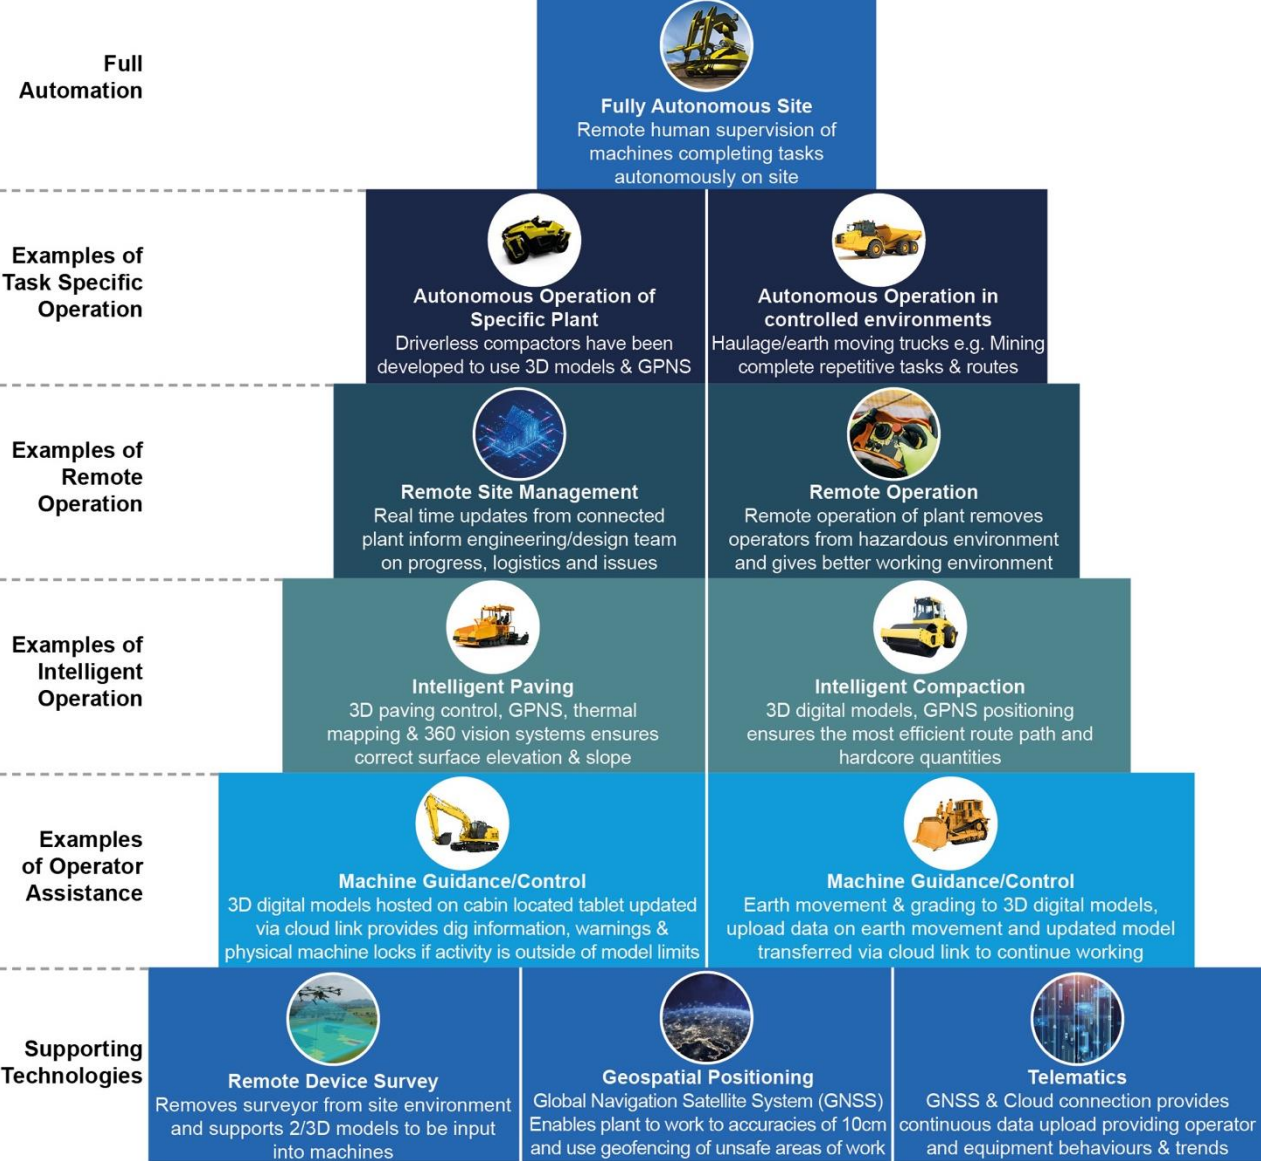 Full
Automation
Fully Autonomous Site
Remote human supervision of
machines completing tasks
autonomously on site
Examples of
Task Specific
Operation
Autonomous Operation of
Specific Plant
Driverless compactors have been
developed to use 3D models & GPNS
Autonomous Operation in
controlled environments
Haulage/earth moving trucks e.g. Mining
complete repetitive tasks & routes
Examples of
Remote
Operation
Remote Site Management
Real time updates from connected
plant inform engineering/design team
on progress, logistics and issues
Remote Operation
Remote operation of plant removes
operators from hazardous environment
and gives better working environment
Examples of
Intelligent
Operation
Intelligent Paving
3D paving control, GPNS, thermal
mapping & 360 vision systems ensures
correct surface elevation & slope
Intelligent Compaction
3D digital models, GPNS positioning
ensures the most efficient route path and
hardcore quantities
Examples
of Operator
Assistance
Machine Guidance/Control
3D digital models hosted on cabin located tablet updated
via cloud link provides dig information, warnings &
physical machine locks if activity is outside of model limits
Machine Guidance/Control
Earth movement & grading to 3D digital models,
upload data on earth movement and updated model
transferred via cloud link to continue working
Supporting
Technologies
Remote Device Survey
Removes surveyor from site environment
and supports 2/3D models to be input
into machines
Geospatial Positioning
Global Navigation Satellite System (GNSS)
Enables plant to work to accuracies of 10cm
and use geofencing of unsafe areas of work
Telematics
GNSS & Cloud connection provides
continuous data upload providing operator
and equipment behaviours & trends